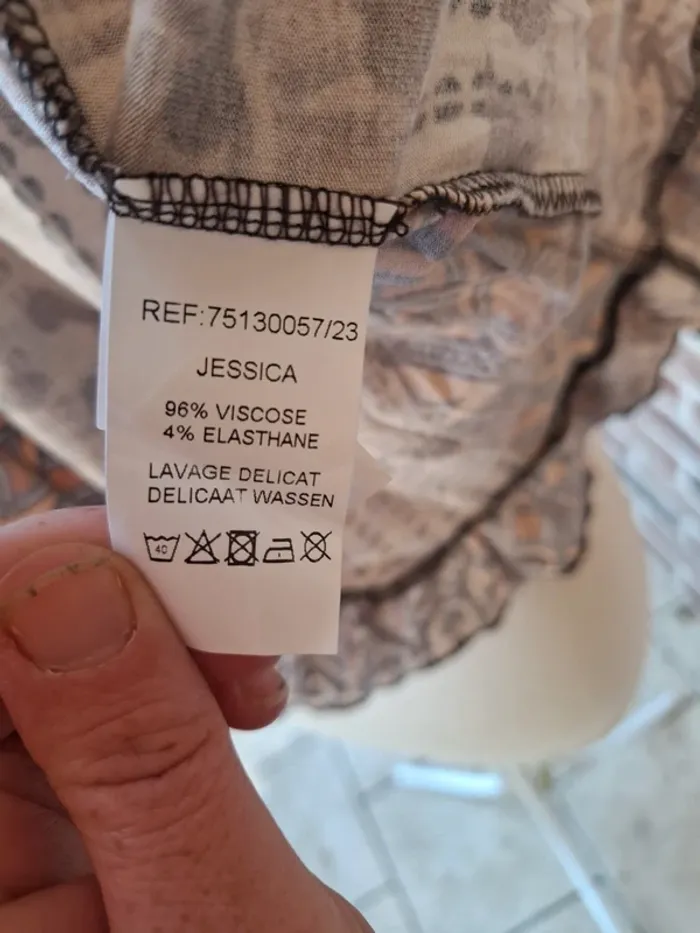 REF:75130057/23
JESSICA
96% VISCOSE
4% ELASTHANE
LAVAGE DELICAT
DELICAAT WASSEN
40